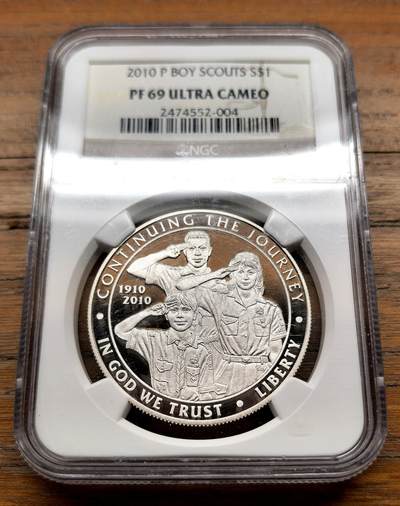 2010 P BOY SCOUTS S$1
PF 69 ULTRA CAMEO
2474552-004
NGC
CONTINUING THE JOURNEY
1910
2010
IN GOD WE TRUST • LIBERTY